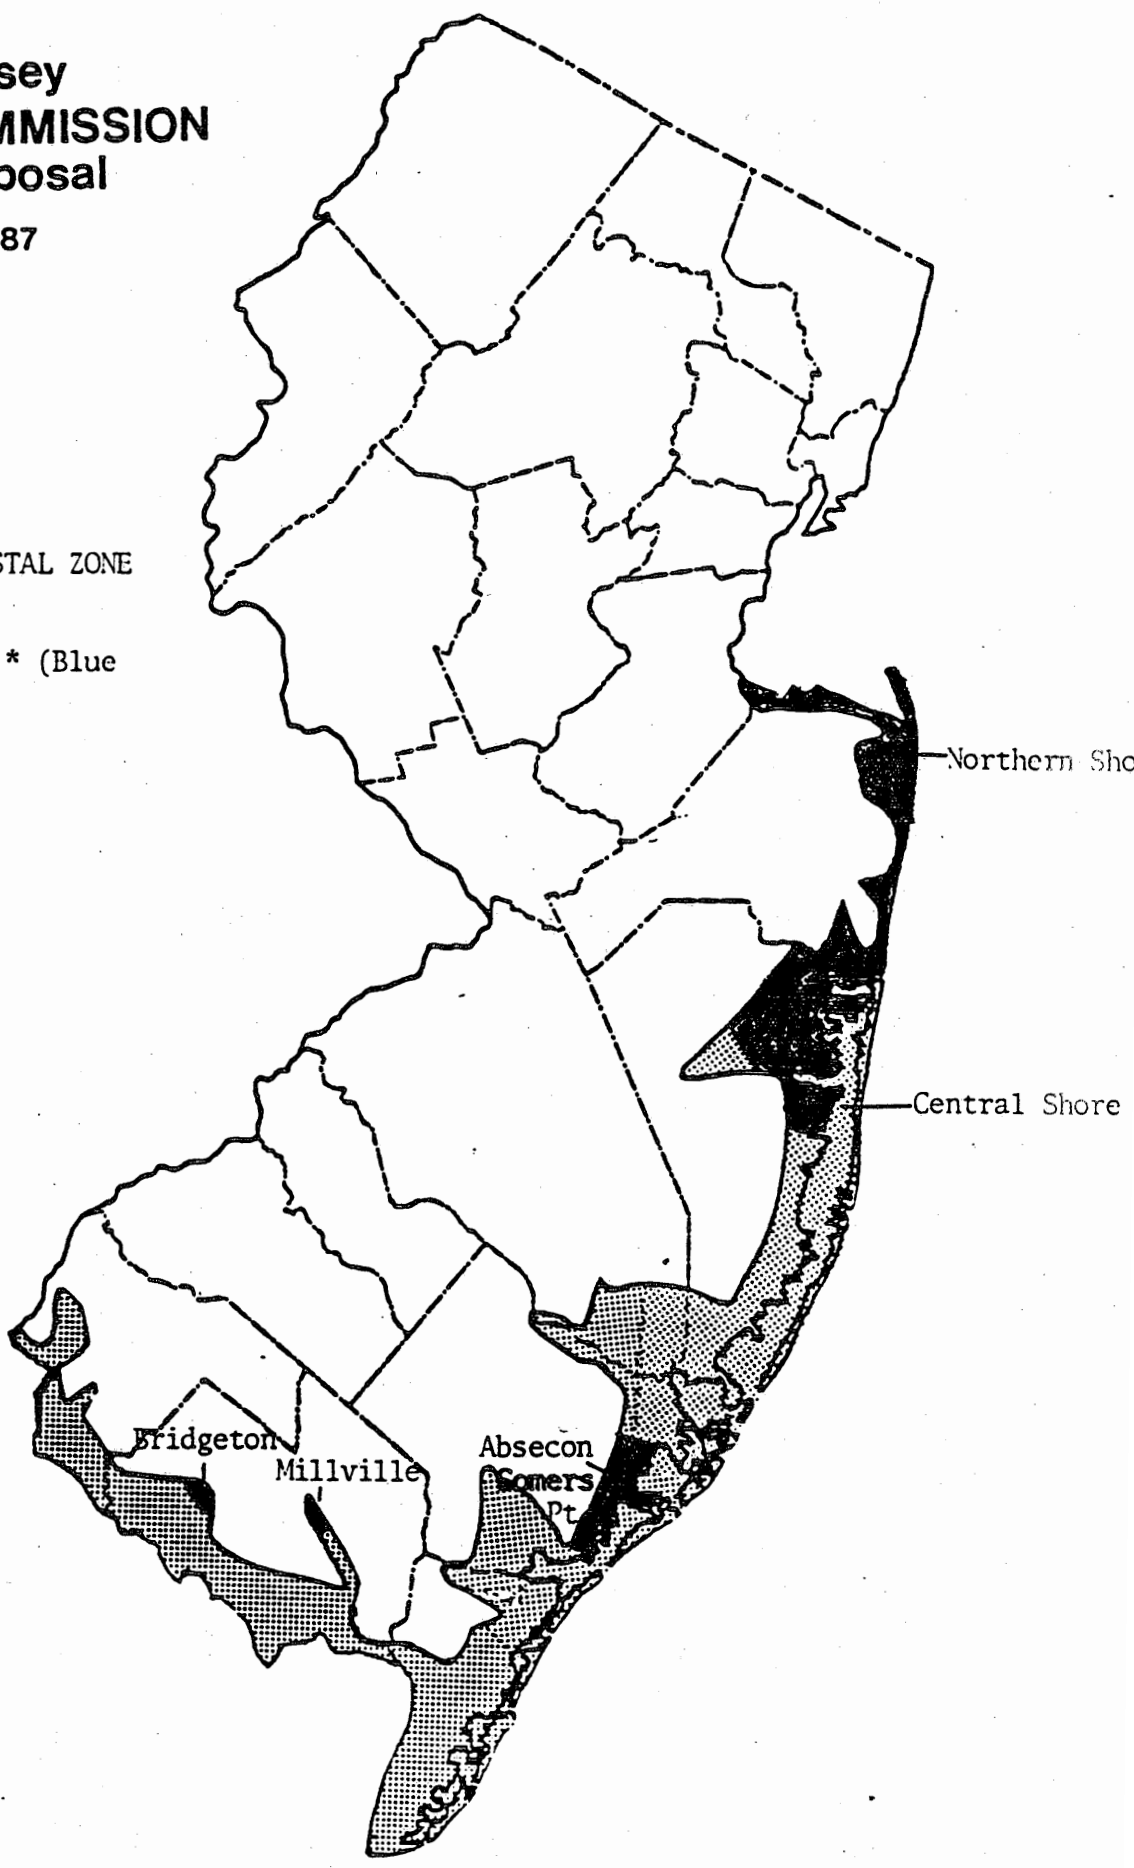 sey
MMISSION
posal
87
STAL ZONE
* (Blue
Northern Sho
Central Shore
Bridgeton
Millville
Absecon
Somers
Pt